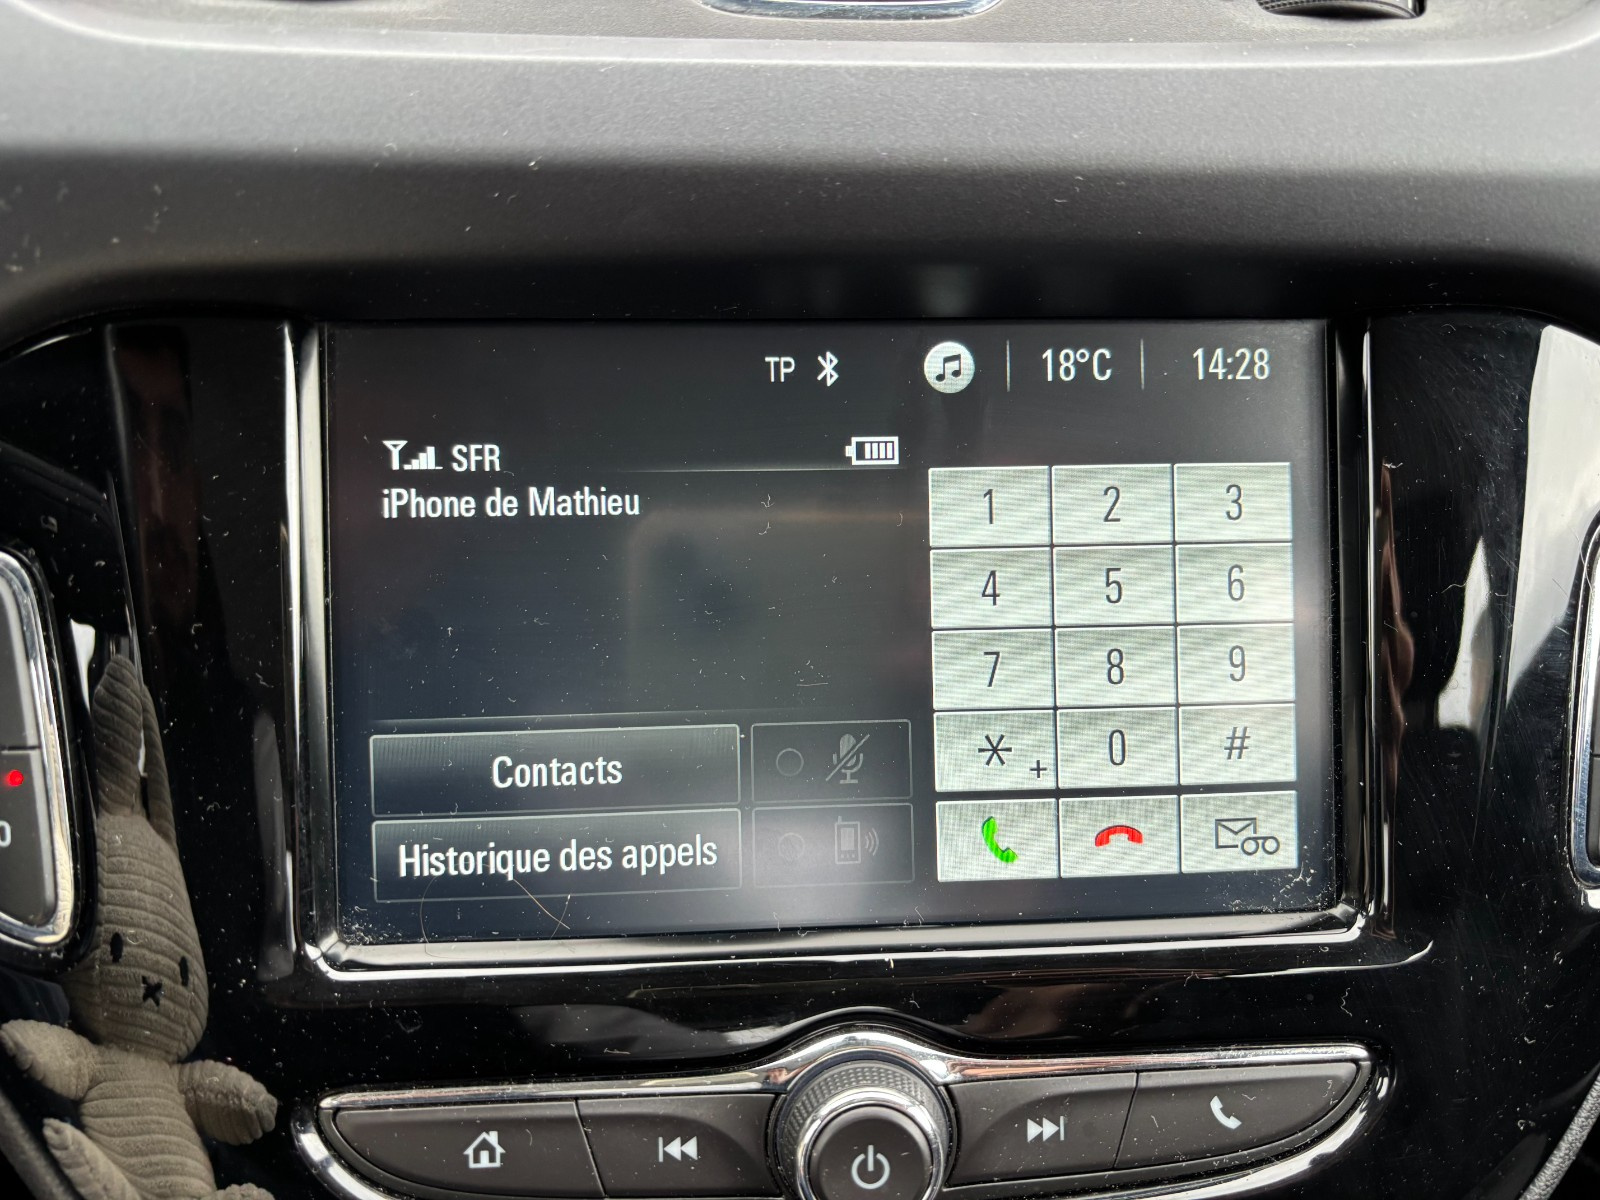 TP 18°C 14:28
SFR
iPhone de Mathieu
1 2 3
4 5 6
7 8 9
*+ 0 #
Contacts
Historique des appels